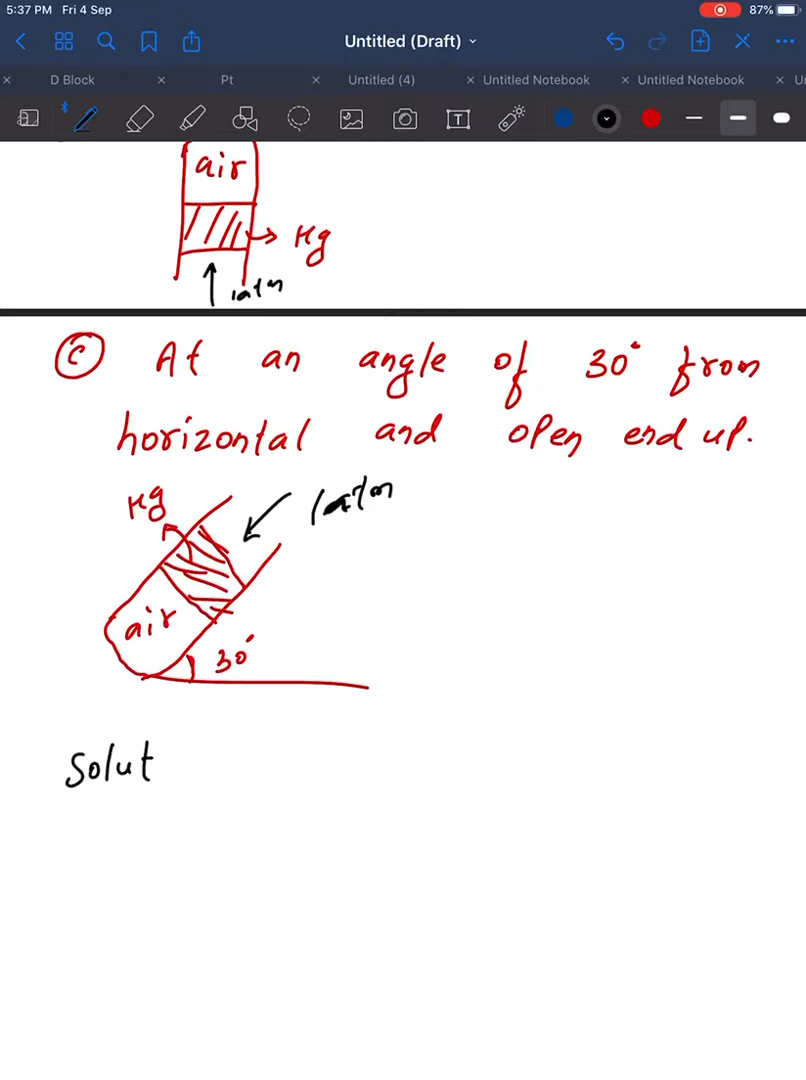 5:37 PM Fri 4 Sep
87%
Untitled (Draft)
D Block
Pt
Untitled (4)
Untitled Notebook
Untitled Notebook
T
air
Hg
1atm
C At an angle of 30° from
horizontal and open end up.
Hg
1atm
air
30°
Solut